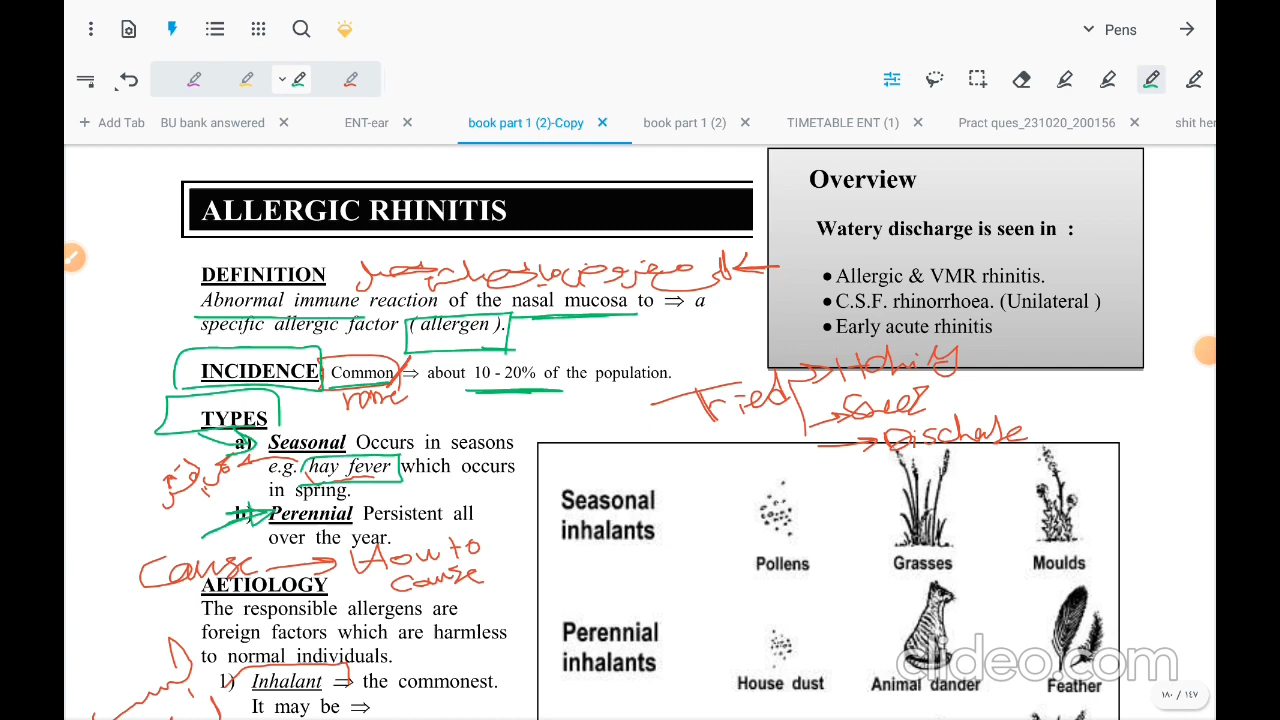 Pens
Add Tab
BU bank answered
ENT-ear
book part 1 (2)-Copy
book part 1 (2)
TIMETABLE ENT (1)
Pract ques_231020_200156
shit her
ALLERGIC RHINITIS
Overview
Watery discharge is seen in :
• Allergic & VMR rhinitis.
• C.S.F. rhinorrhoea. (Unilateral )
• Early acute rhinitis
DEFINITION
Abnormal immune reaction of the nasal mucosa to ⇒ a
specific allergic factor ( allergen ).
INCIDENCE Common ⇒ about 10 - 20% of the population.
TYPES
a) Seasonal Occurs in seasons
e.g. hay fever which occurs
in spring.
b) Perennial Persistent all
over the year.
Cause → How to
cause
AETIOLOGY
The responsible allergens are
foreign factors which are harmless
to normal individuals.
1) Inhalant ⇒ the commonest.
It may be ⇒
Seasonal
inhalants
Pollens
Grasses
Moulds
Perennial
inhalants
House dust
Animal dander
Feather
clideo.com
١٨٠ / ١٤٧